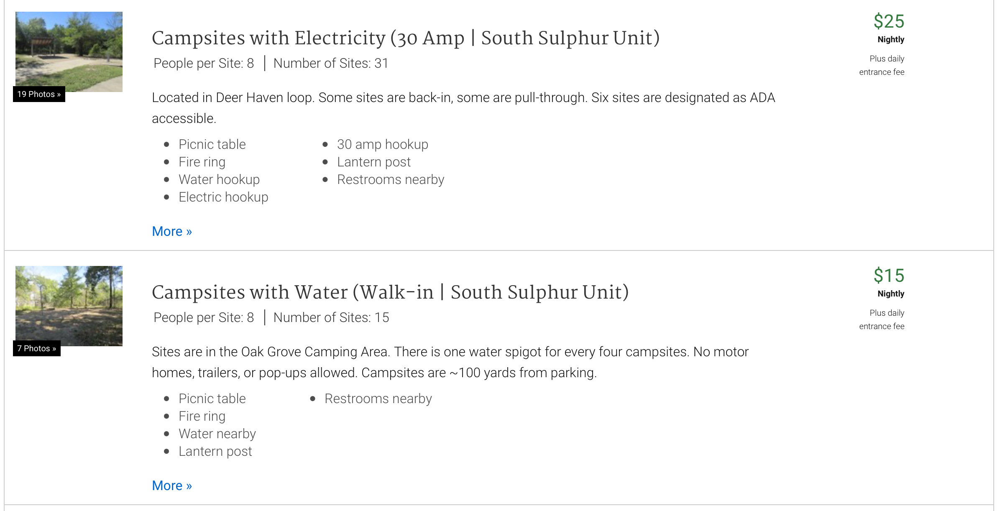 $25
Nightly
Plus daily
entrance fee
Campsites with Electricity (30 Amp | South Sulphur Unit)
People per Site: 8 | Number of Sites: 31
19 Photos »
Located in Deer Haven loop. Some sites are back-in, some are pull-through. Six sites are designated as ADA
accessible.
Picnic table
Fire ring
Water hookup
Electric hookup
30 amp hookup
Lantern post
Restrooms nearby
More »
$15
Nightly
Plus daily
entrance fee
Campsites with Water (Walk-in | South Sulphur Unit)
People per Site: 8 | Number of Sites: 15
7 Photos »
Sites are in the Oak Grove Camping Area. There is one water spigot for every four campsites. No motor
homes, trailers, or pop-ups allowed. Campsites are ~100 yards from parking.
Picnic table
Fire ring
Water nearby
Lantern post
Restrooms nearby
More »